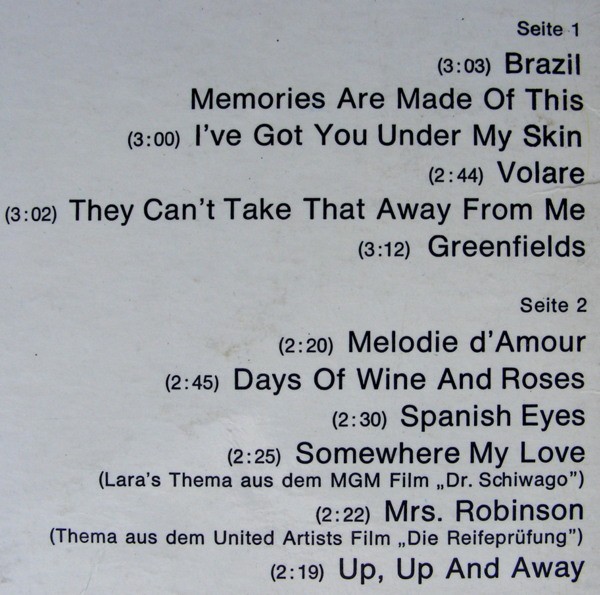 Seite 1
(3:03) Brazil
Memories Are Made Of This
(3:00) I've Got You Under My Skin
(2:44) Volare
(3:02) They Can't Take That Away From Me
(3:12) Greenfields
Seite 2
(2:20) Melodie d'Amour
(2:45) Days Of Wine And Roses
(2:30) Spanish Eyes
(2:25) Somewhere My Love
(Lara's Thema aus dem MGM Film „Dr. Schiwago”)
(2:22) Mrs. Robinson
(Thema aus dem United Artists Film „Die Reifeprüfung”)
(2:19) Up, Up And Away